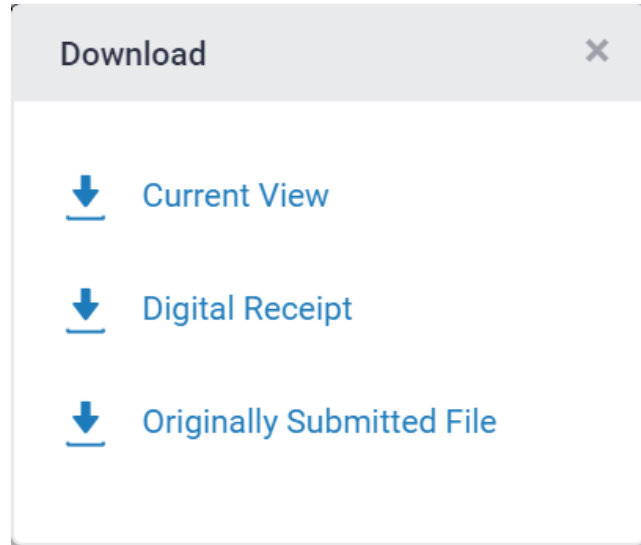 Download
Current View
Digital Receipt
Originally Submitted File